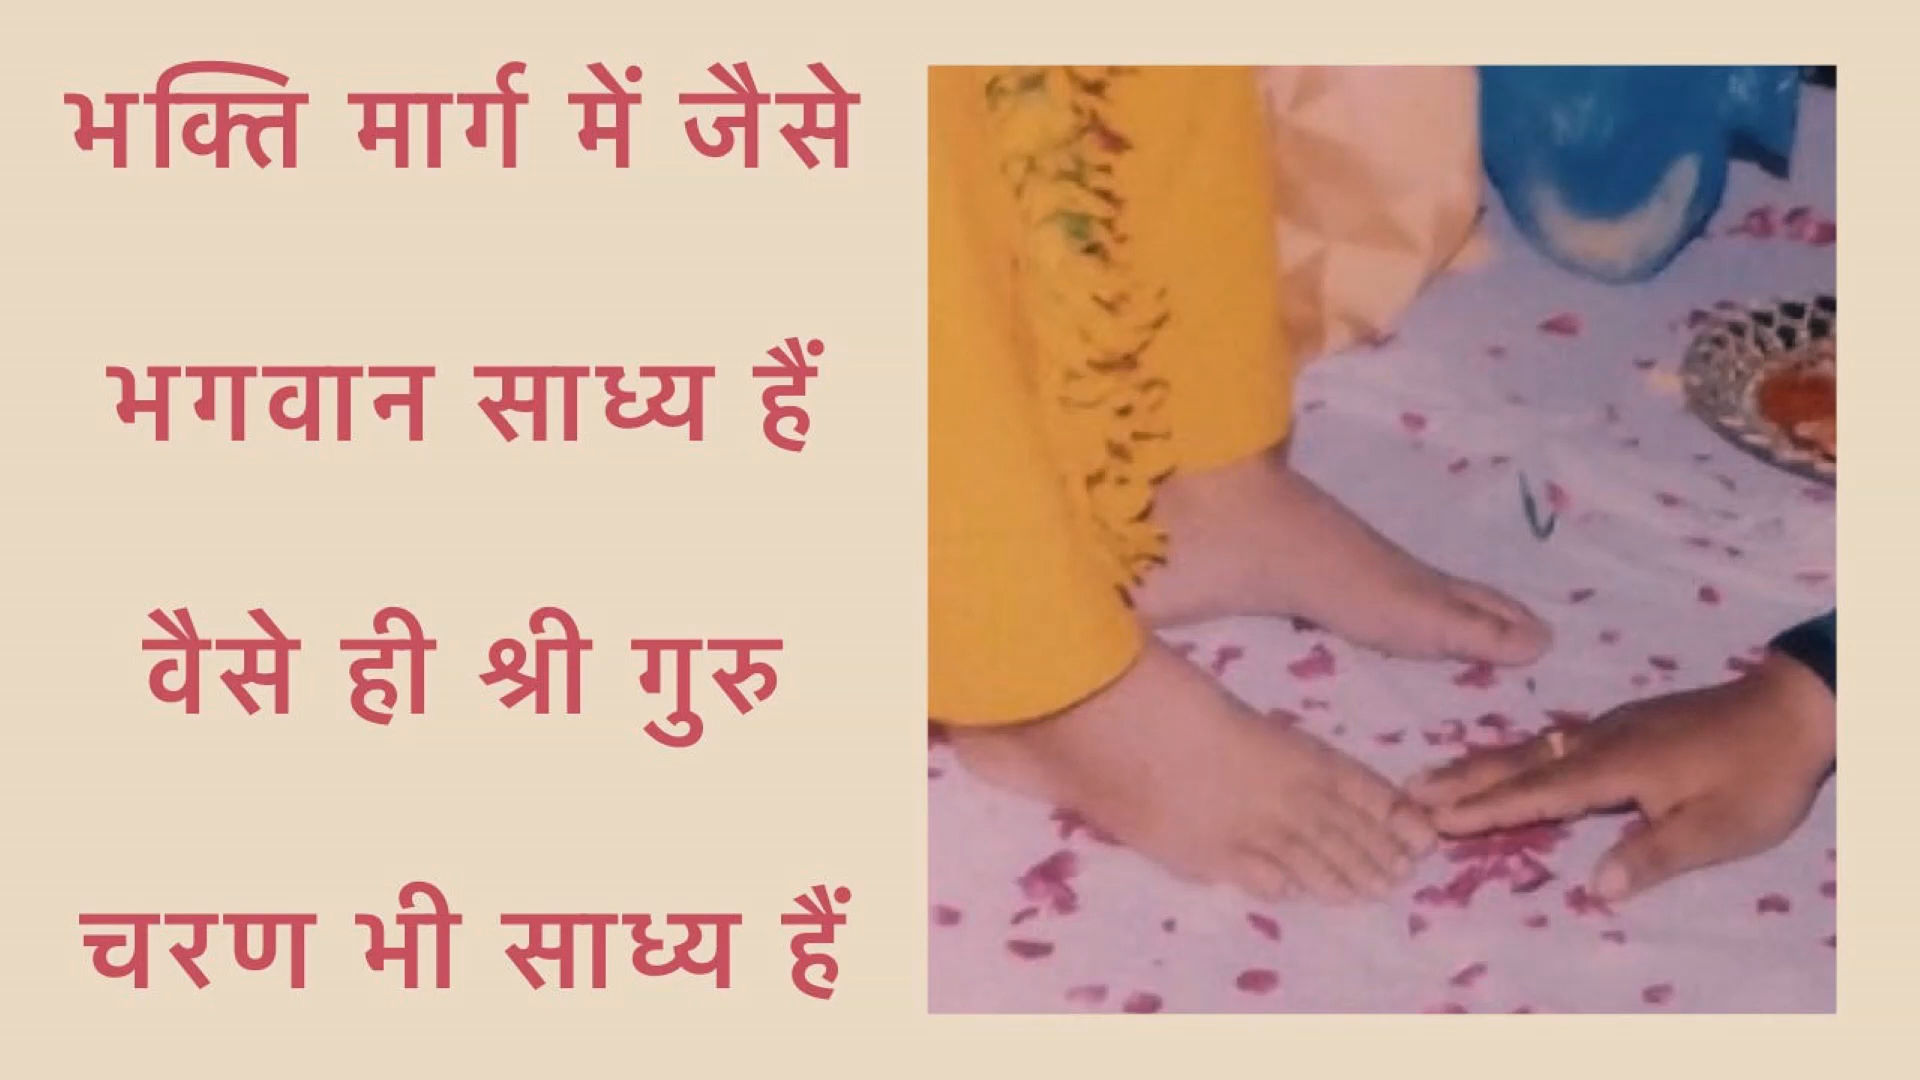 भक्ति मार्ग में जैसे
भगवान साध्य हैं
वैसे ही श्री गुरु
चरण भी साध्य हैं